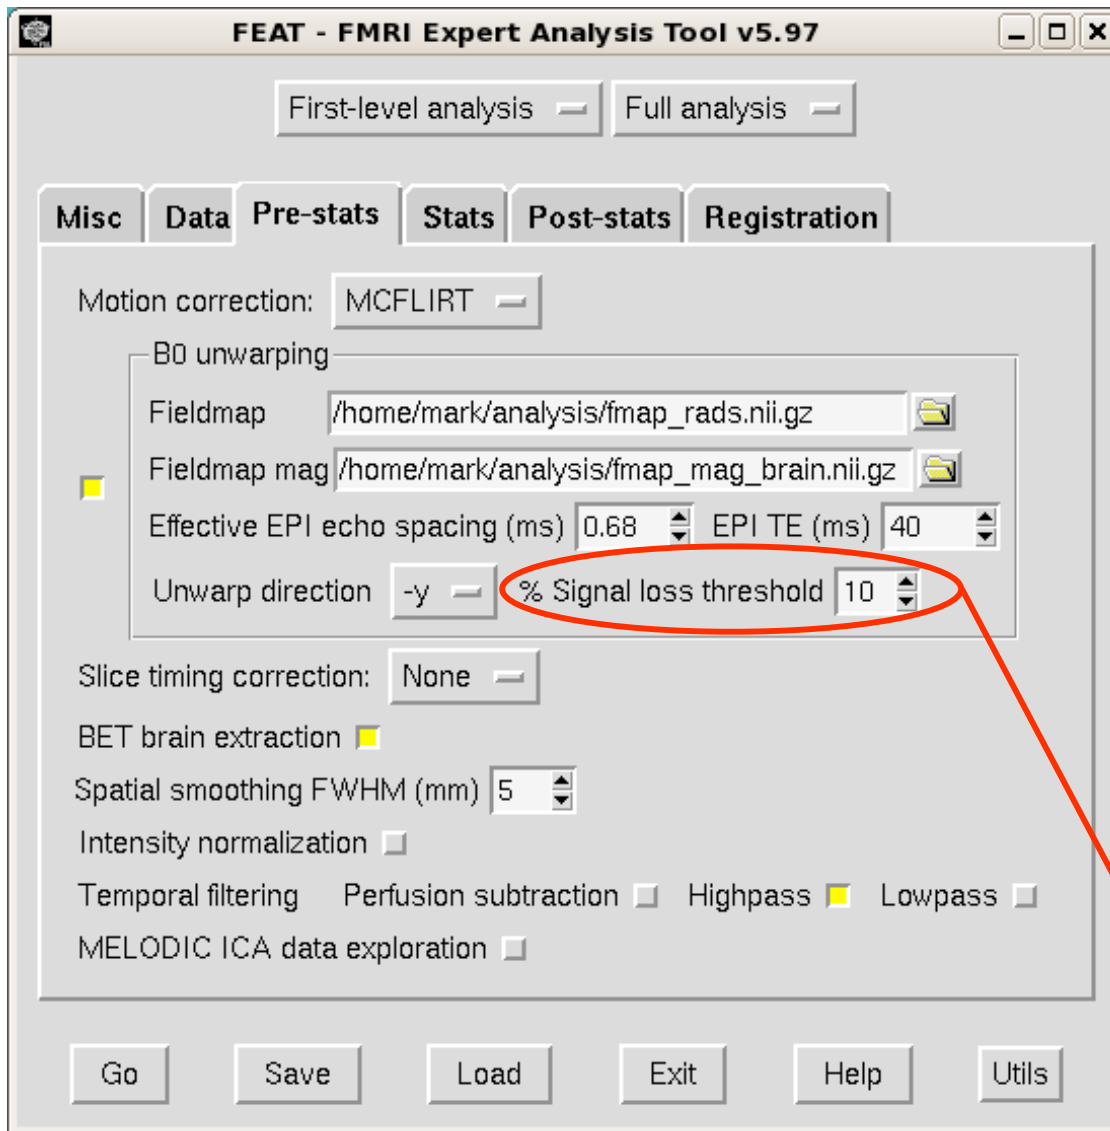 FEAT - FMRI Expert Analysis Tool v5.97
First-level analysis Full analysis
Misc Data Pre-stats Stats Post-stats Registration
Motion correction: MCFLIRT
B0 unwarping
Fieldmap /home/mark/analysis/fmap_rads.nii.gz
Fieldmap mag /home/mark/analysis/fmap_mag_brain.nii.gz
Effective EPI echo spacing (ms) 0.68 EPI TE (ms) 40
Unwarp direction -y % Signal loss threshold 10
Slice timing correction: None
BET brain extraction
Spatial smoothing FWHM (mm) 5
Intensity normalization
Temporal filtering Perfusion subtraction Highpass Lowpass
MELODIC ICA data exploration
Go Save Load Exit Help Utils